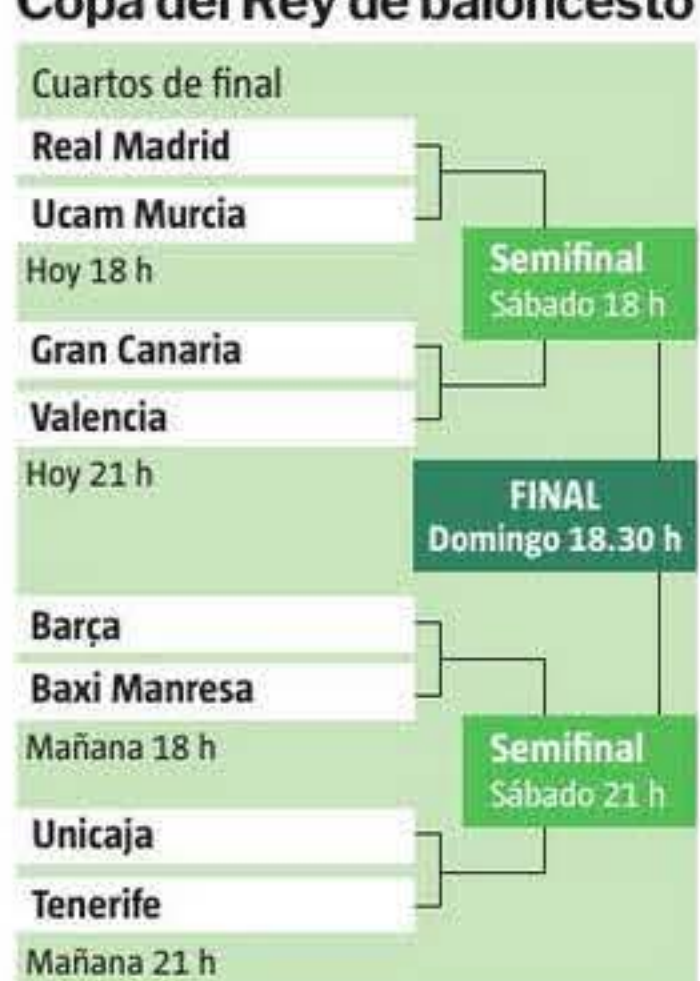 Copa del Rey de baloncesto
Cuartos de final
Real Madrid
Ucam Murcia
Hoy 18 h
Semifinal
Sábado 18 h
Gran Canaria
Valencia
Hoy 21 h
FINAL
Domingo 18.30 h
Barça
Baxi Manresa
Mañana 18 h
Semifinal
Sábado 21 h
Unicaja
Tenerife
Mañana 21 h